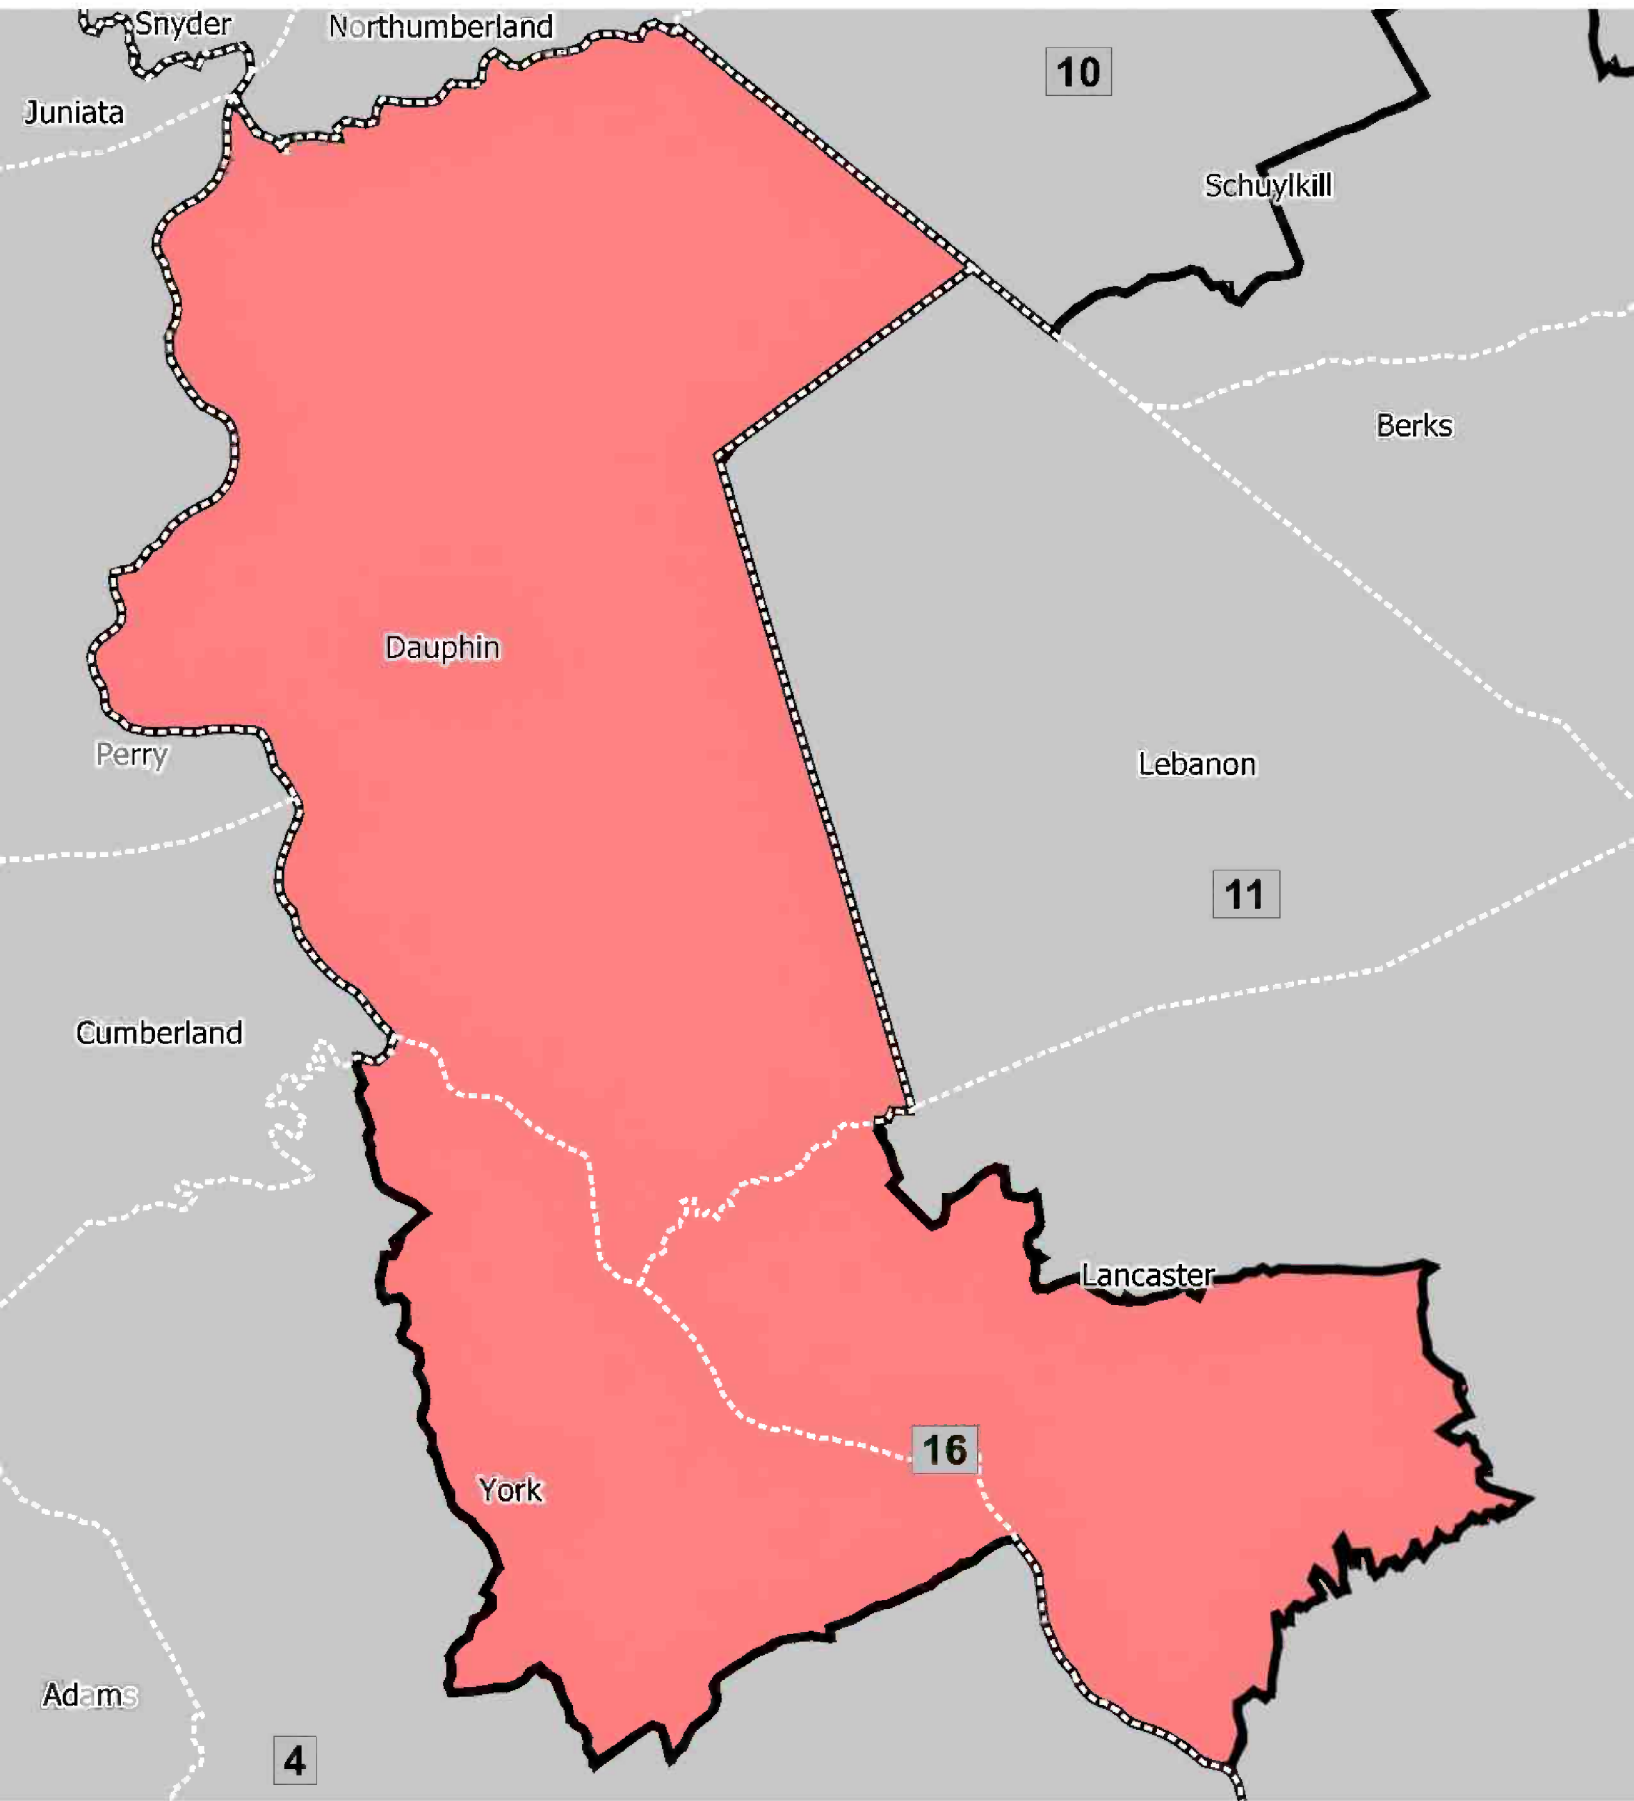 Snyder
Northumberland
10
Juniata
Schuylkill
Berks
Dauphin
Perry
Lebanon
11
Cumberland
Lancaster
16
York
Adams
4